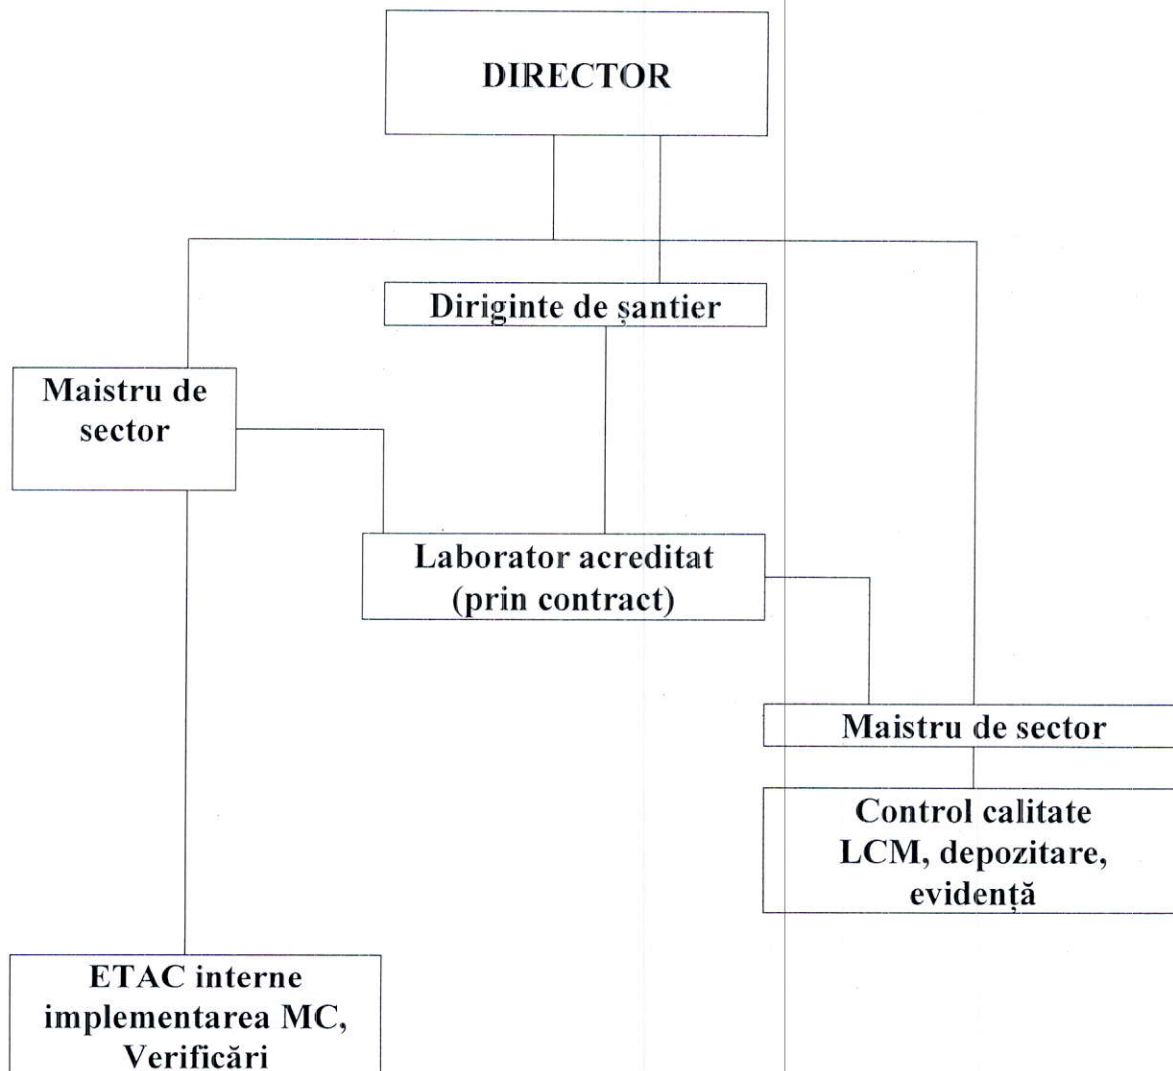 DIRECTOR
Diriginte de șantier
Maistru de
sector
Laborator acreditat
(prin contract)
Maistru de sector
Control calitate
LCM, depozitare,
evidență
ETAC interne
implementarea MC,
Verificări